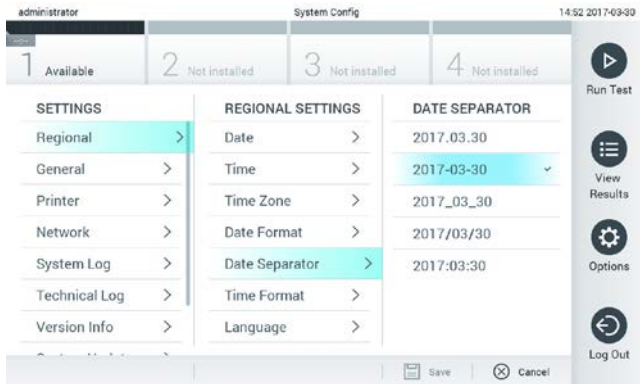 administrator System Config 14:52 2017-03-30
1 Available 2 Not installed 3 Not installed 4 Not installed
Run Test
SETTINGS REGIONAL SETTINGS DATE SEPARATOR
Regional > Date > 2017.03.30
General > Time > 2017-03-30
View
Results
Printer > Time Zone > 2017_03_30
Network > Date Format > 2017/03/30
System Log > Date Separator > 2017:03:30
Options
Technical Log > Time Format >
Version Info > Language >
Save Cancel
Log Out